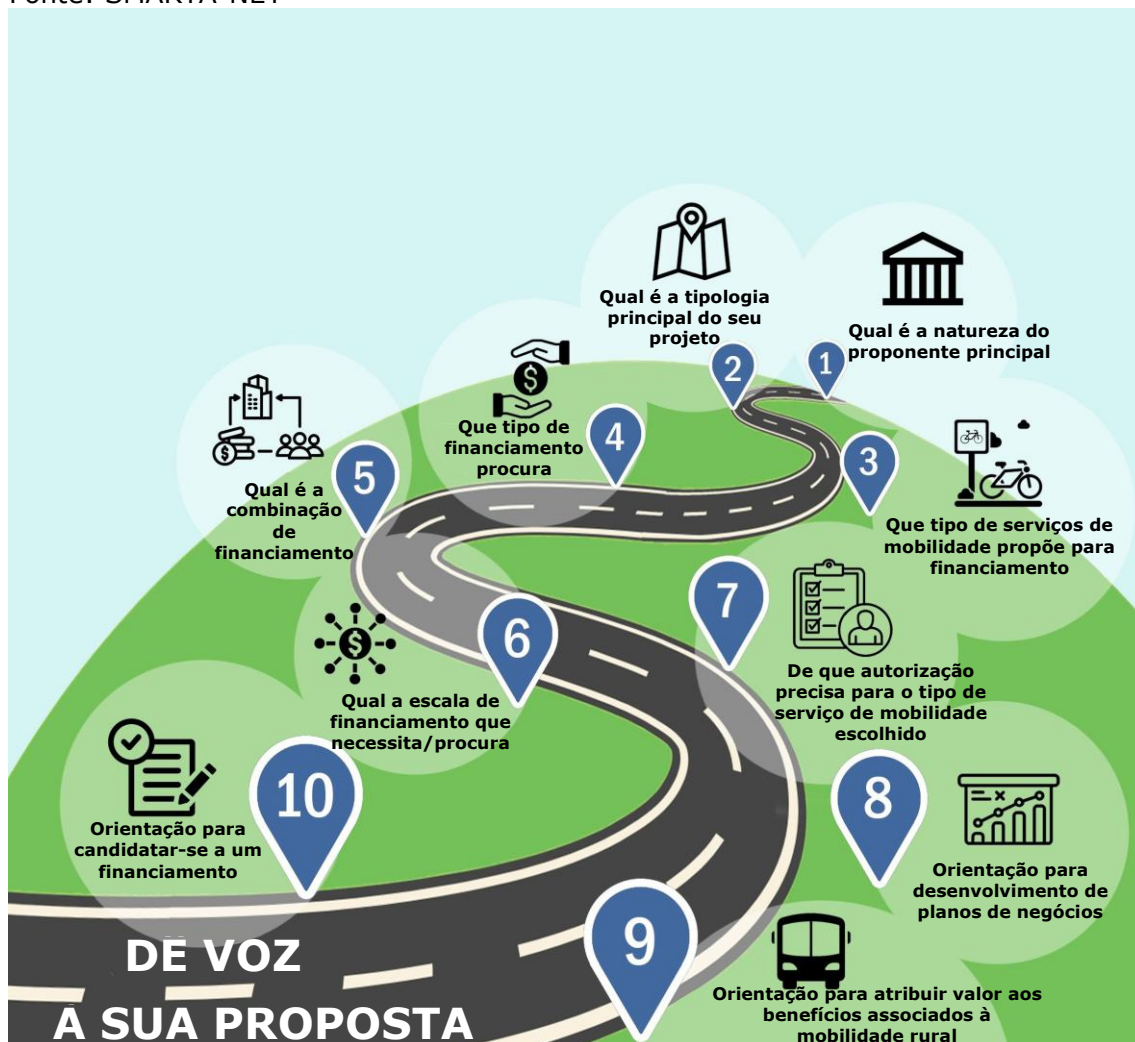 Fonte: SMARTA-NET
Qual é a natureza do
proponente principal
1
Qual é a tipologia
principal do seu
projeto
2
3
Que tipo de serviços de
mobilidade propõe para
financiamento
Que tipo de
financiamento
procura
4
Qual é a
combinação
de
financiamento
5
6
Qual a escala de
financiamento que
necessita/procura
7
De que autorização
precisa para o tipo de
serviço de mobilidade
escolhido
8
Orientação para
desenvolvimento de
planos de negócios
9
Orientação para atribuir valor aos
benefícios associados à
mobilidade rural
10
Orientação para
candidatar-se a um
financiamento
DÊ VOZ
À SUA PROPOSTA